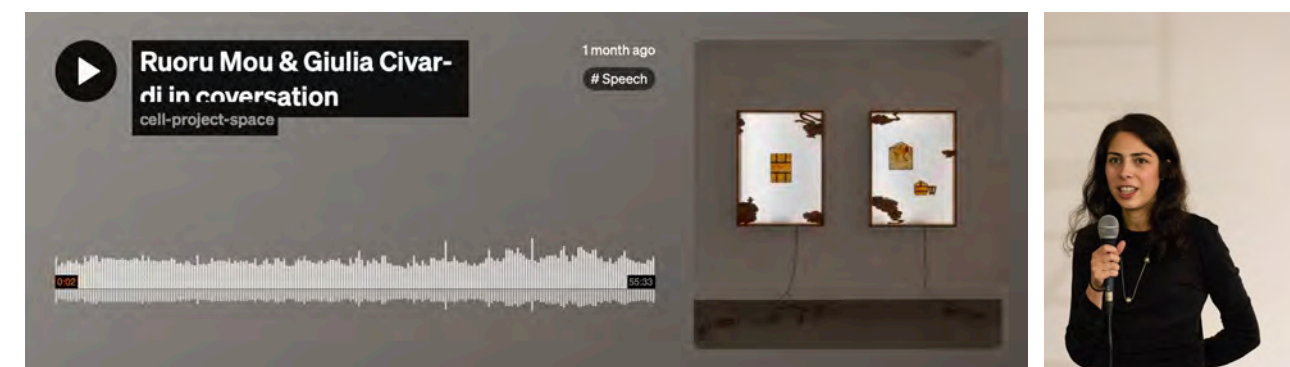 Ruoru Mou & Giulia Civar-
di in coversation
cell-project-space
1 month ago
# Speech
0:02
55:33